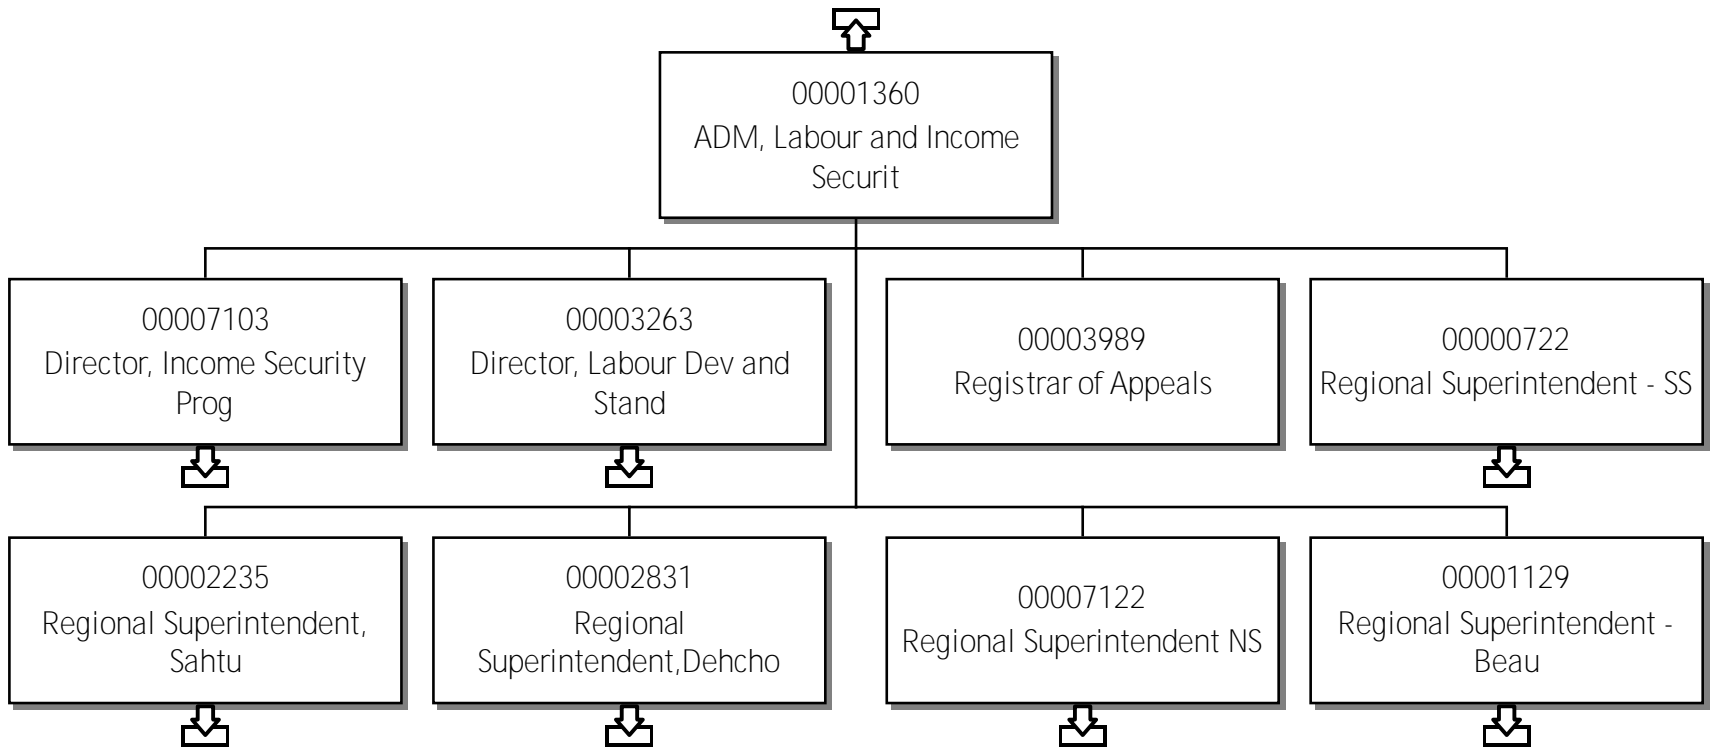 00001360
ADM, Labour and Income
Securit
00007103
Director, Income Security
Prog
00003263
Director, Labour Dev and
Stand
00003989
Registrar of Appeals
00000722
Regional Superintendent - SS
00002235
Regional Superintendent,
Sahtu
00002831
Regional
Superintendent,Dehcho
00007122
Regional Superintendent NS
00001129
Regional Superintendent -
Beau